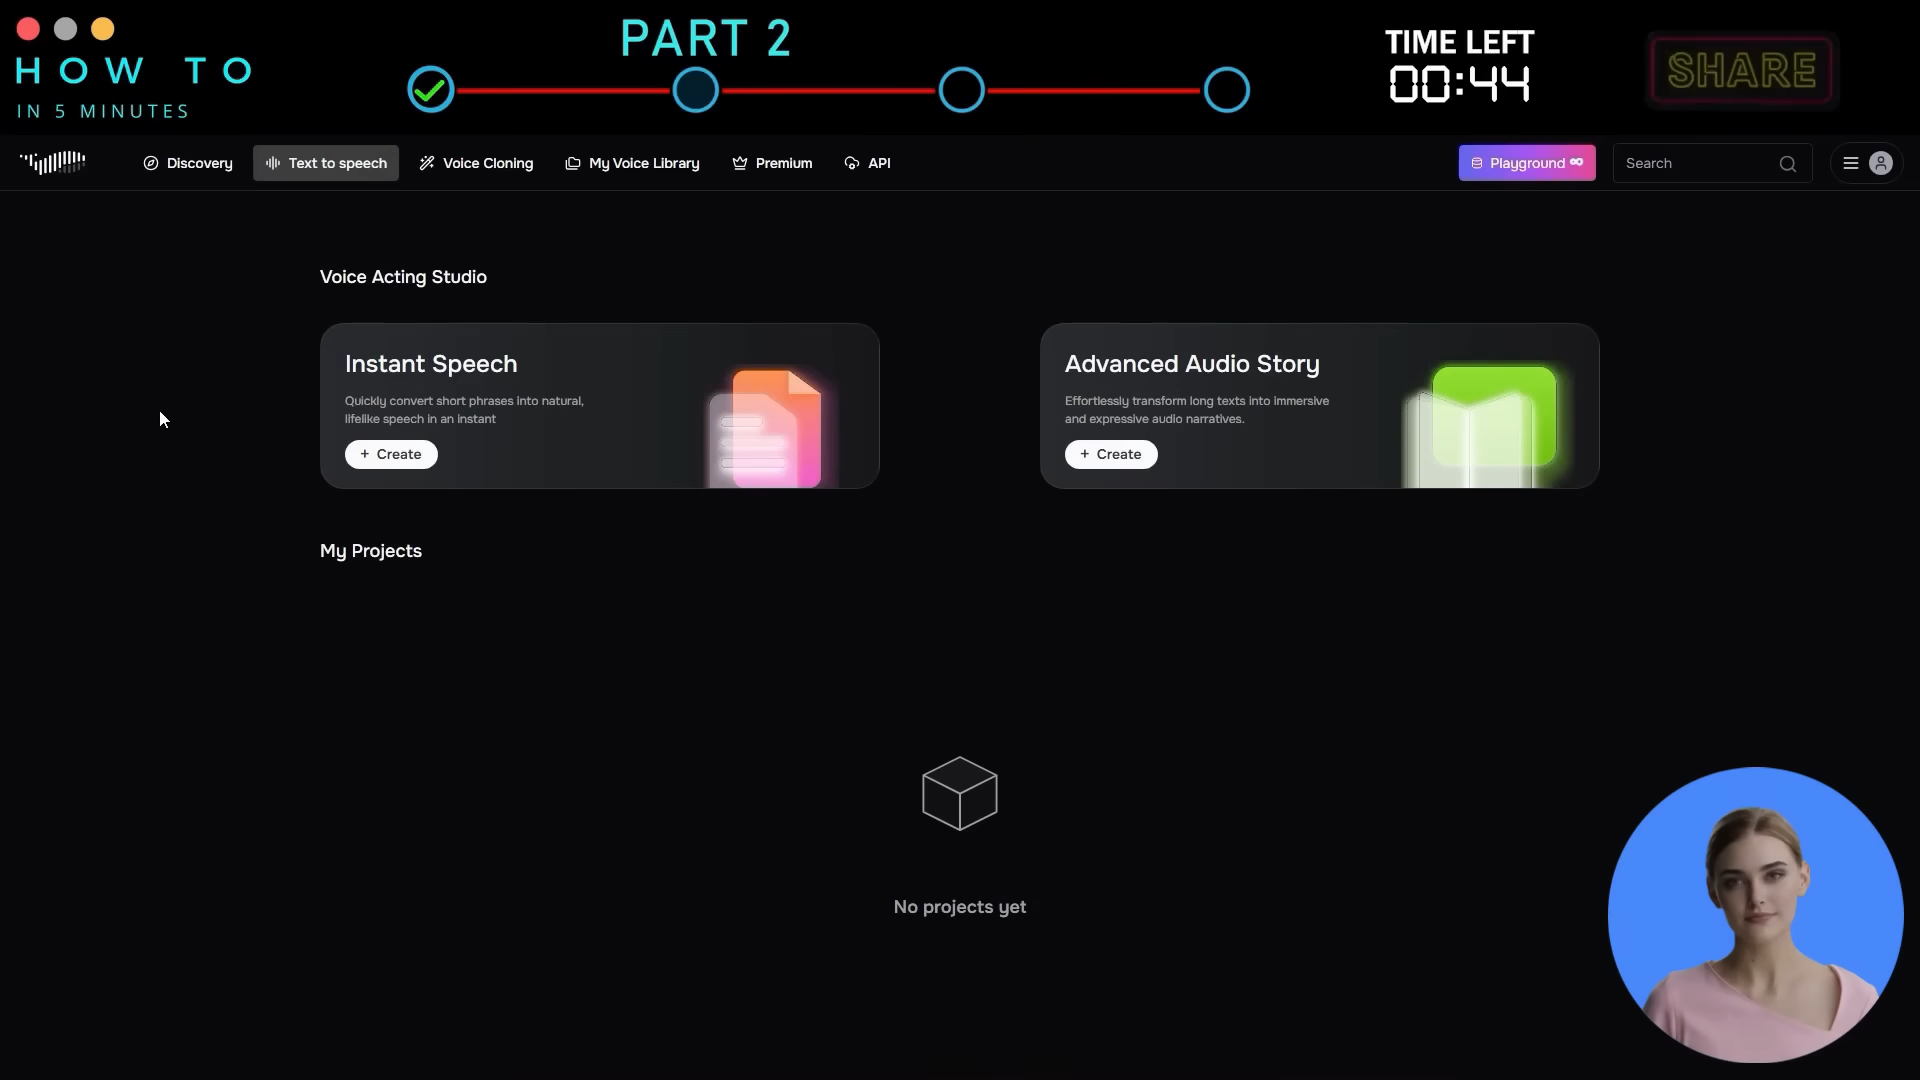 HOW TO
IN 5 MINUTES
PART 2
TIME LEFT
00:44
SHARE
Discovery
Text to speech
Voice Cloning
My Voice Library
Premium
API
Playground
Search
Voice Acting Studio
Instant Speech
Quickly convert short phrases into natural,
lifelike speech in an instant
+ Create
Advanced Audio Story
Effortlessly transform long texts into immersive
and expressive audio narratives.
+ Create
My Projects
No projects yet